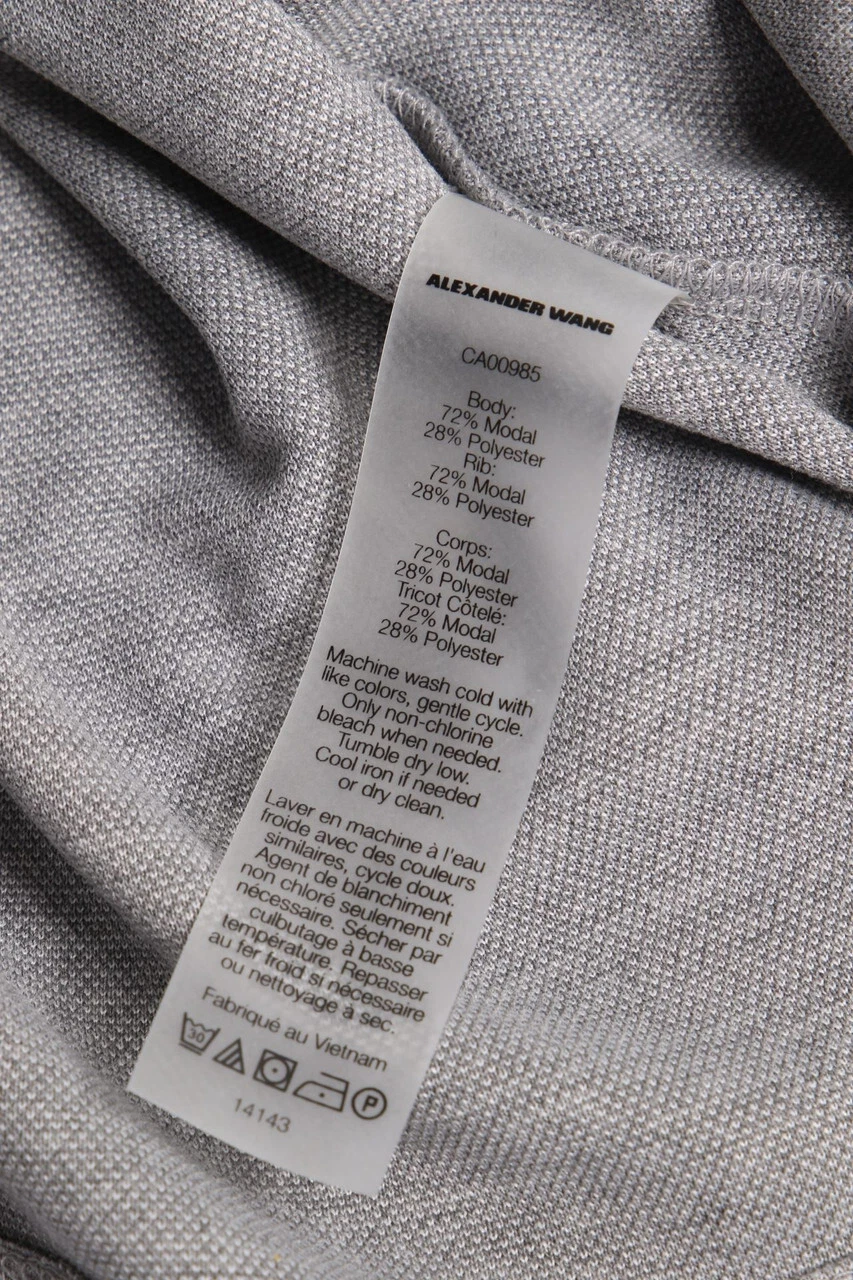 ALEXANDER WANG
CA00985
Body:
72% Modal
28% Polyester
Rib:
72% Modal
28% Polyester
Corps:
72% Modal
28% Polyester
Tricot Côtelé:
72% Modal
28% Polyester
Machine wash cold with
like colors, gentle cycle.
Only non-chlorine
bleach when needed.
Tumble dry low.
Cool iron if needed
or dry clean.
Laver en machine à l'eau
froide avec des couleurs
similaires, cycle doux.
Agent de blanchiment
non chloré seulement si
nécessaire. Sécher par
culbutage à basse
température. Repasser
au fer froid si nécessaire
ou nettoyage à sec.
Fabriqué au Vietnam
30 P
14143